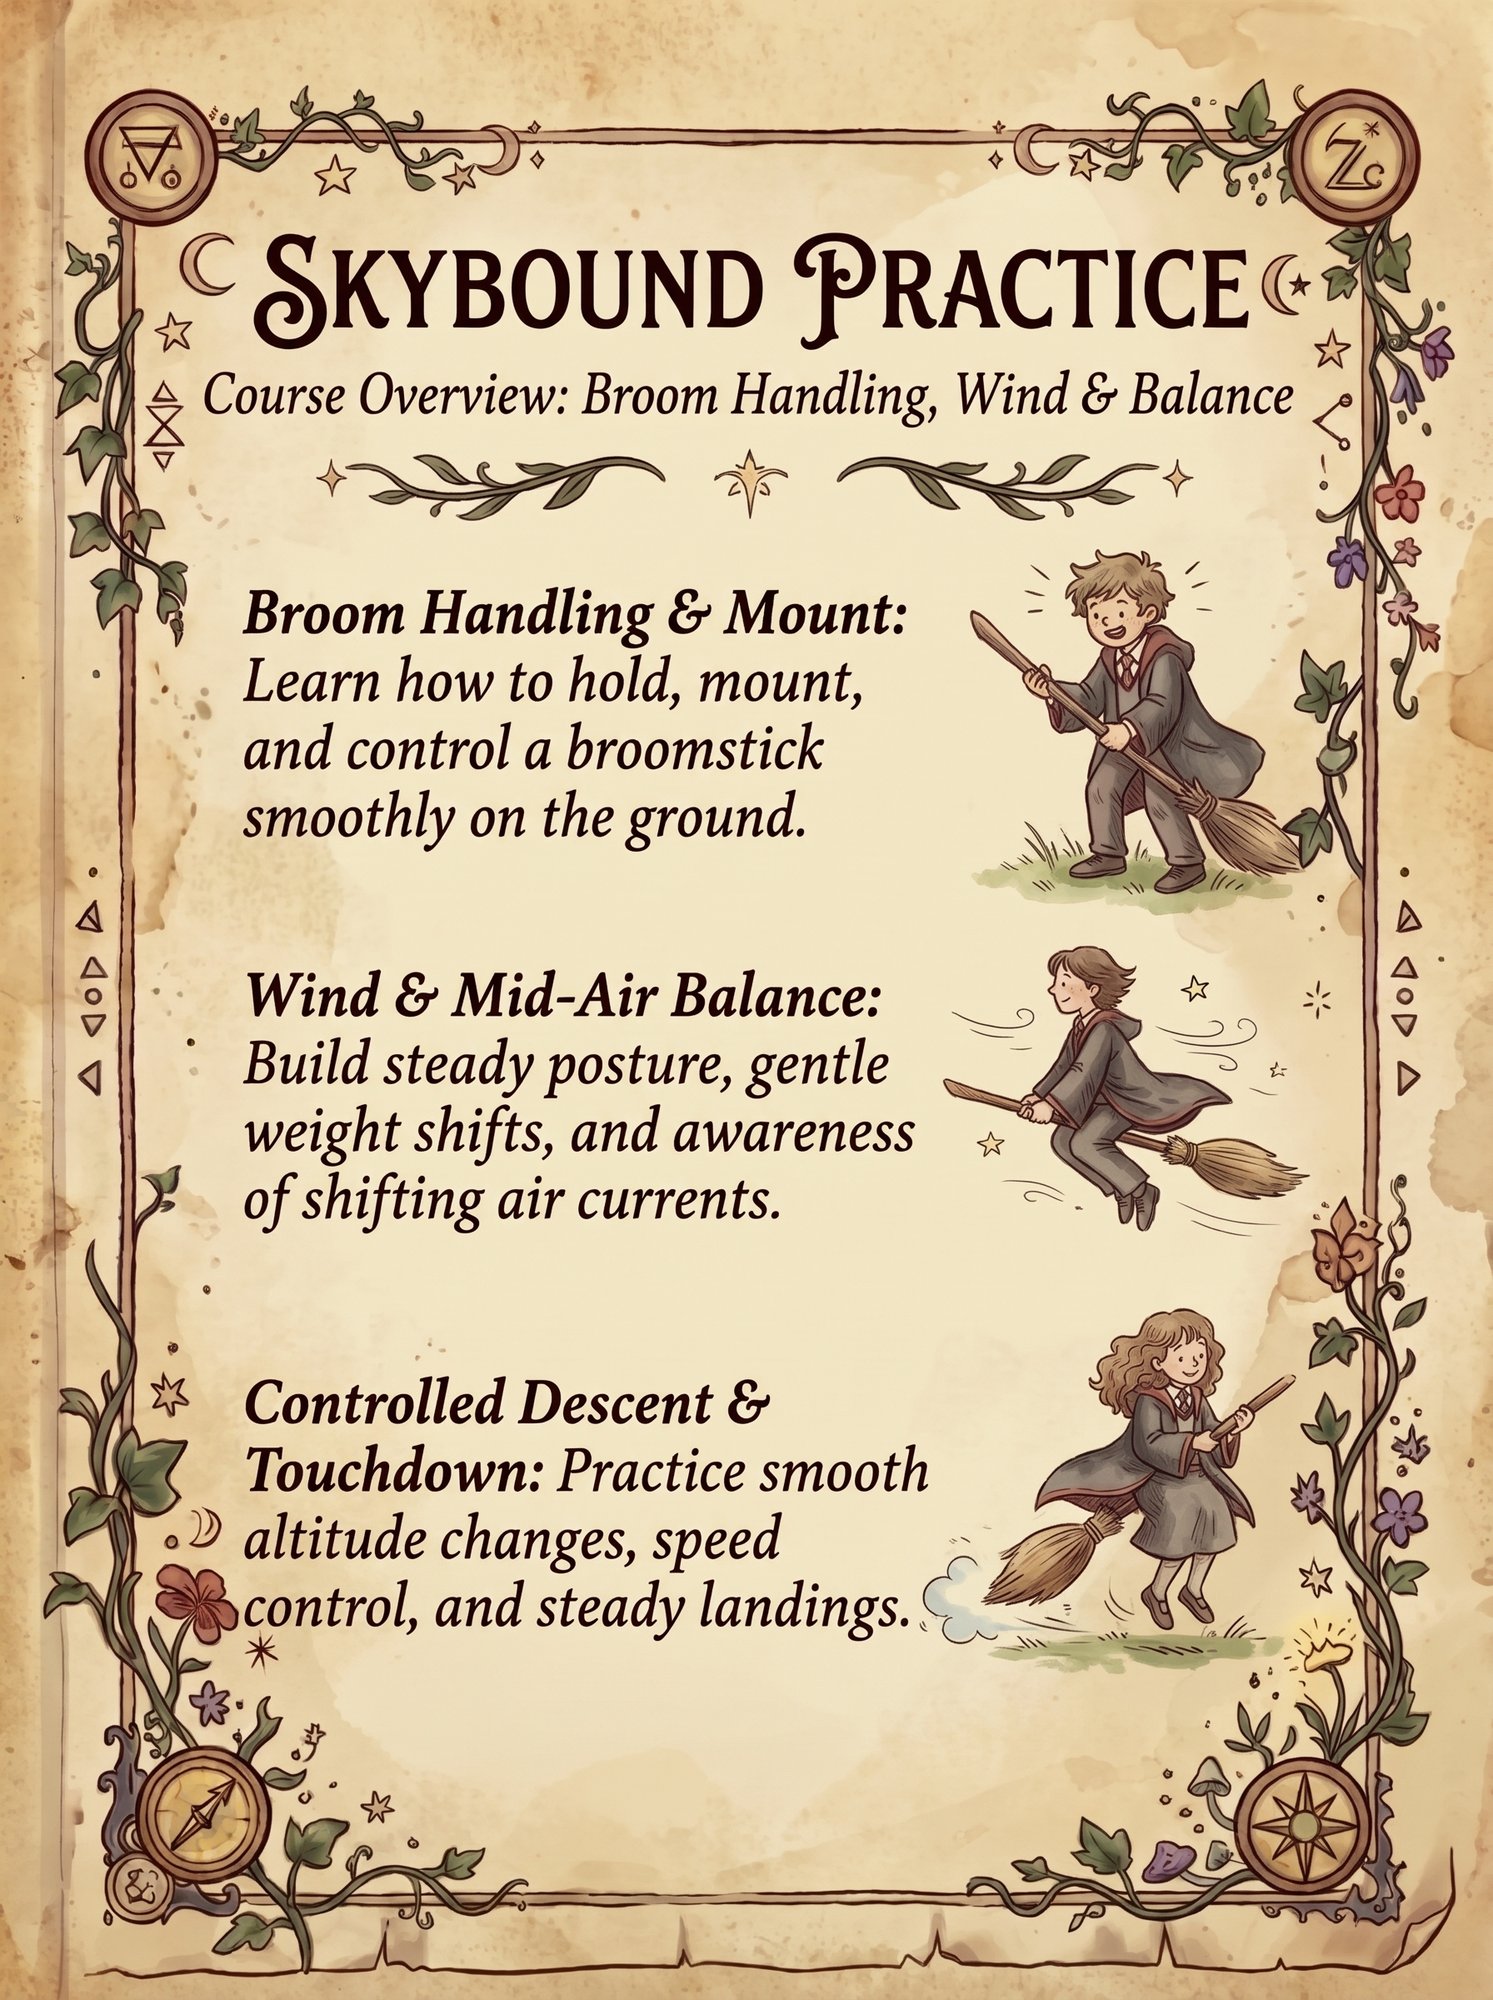 Skybound Practice
Course Overview: Broom Handling, Wind & Balance
Broom Handling & Mount:
Learn how to hold, mount,
and control a broomstick
smoothly on the ground.
Wind & Mid-Air Balance:
Build steady posture, gentle
weight shifts, and awareness
of shifting air currents.
Controlled Descent &
Touchdown: Practice smooth
altitude changes, speed
control, and steady landings.